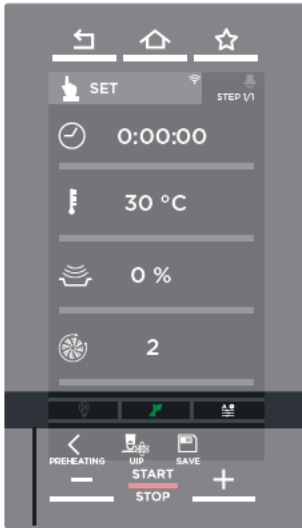 SET
STEP 1/1
0:00:00
30 °C
0 %
2
PREHEATING UIP SAVE
START
STOP